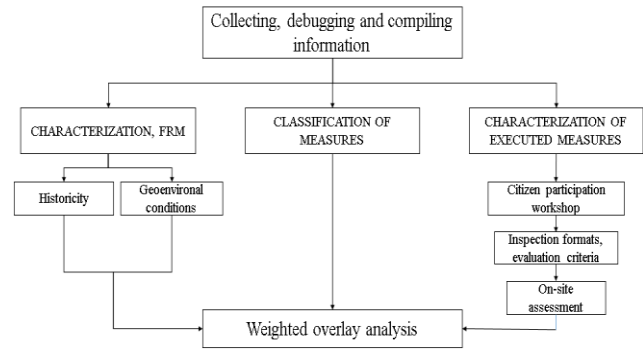 Collecting, debugging and compiling
information
CHARACTERIZATION, FRM
CLASSIFICATION OF
MEASURES
CHARACTERIZATION OF
EXECUTED MEASURES
Historicity
Geoenvironal
conditions
Citizen participation
workshop
Inspection formats,
evaluation criteria
On-site
assessment
Weighted overlay analysis